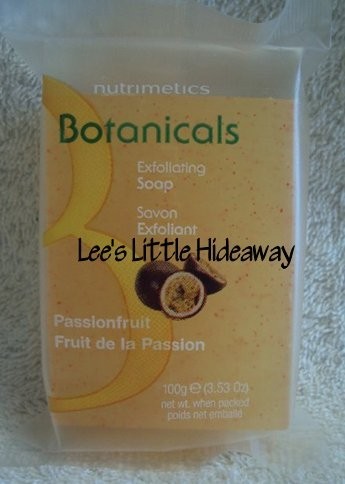 nutrimetics
Botanicals
Exfoliating
Soap
Savon
Exfoliant
Lee's Little Hideaway
Passionfruit
Fruit de la Passion
100g ℮ (3.53 Oz)
net wt. when packed
poids net emballé